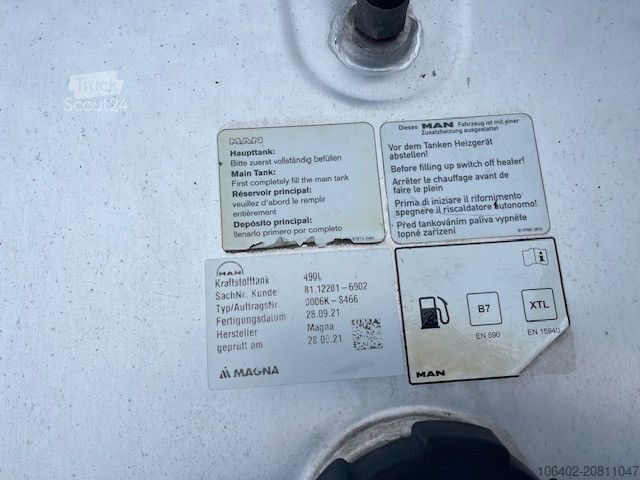 Truck
Scout24
MAN
Haupttank:
Bitte zuerst vollständig befüllen
Main Tank:
First completely fill the main tank
Réservoir principal:
veuillez d'abord le remplir
entièrement
Depósito principal:
llenarlo primero por completo
Dieses MAN Fahrzeug ist mit einer
Zusatzheizung ausgestattet
Vor dem Tanken Heizgerät
abstellen!
Before filling up switch off heater!
Arrêter le chauffage avant de
faire le plein
Prima di iniziare il rifornimento
spegnere il riscaldatore autonomo!
Před tankováním paliva vypněte
topné zařízení
MAN
Kraftstofftank 490L
SachNr. Kunde 81.12201-6902
Typ/AuftragsNr. 0006K-S466
Fertigungsdatum 28.09.21
Hersteller Magna
geprüft am 28.09.21
MAGNA
i
B7
XTL
EN 590
EN 15940
MAN
106402-20811047